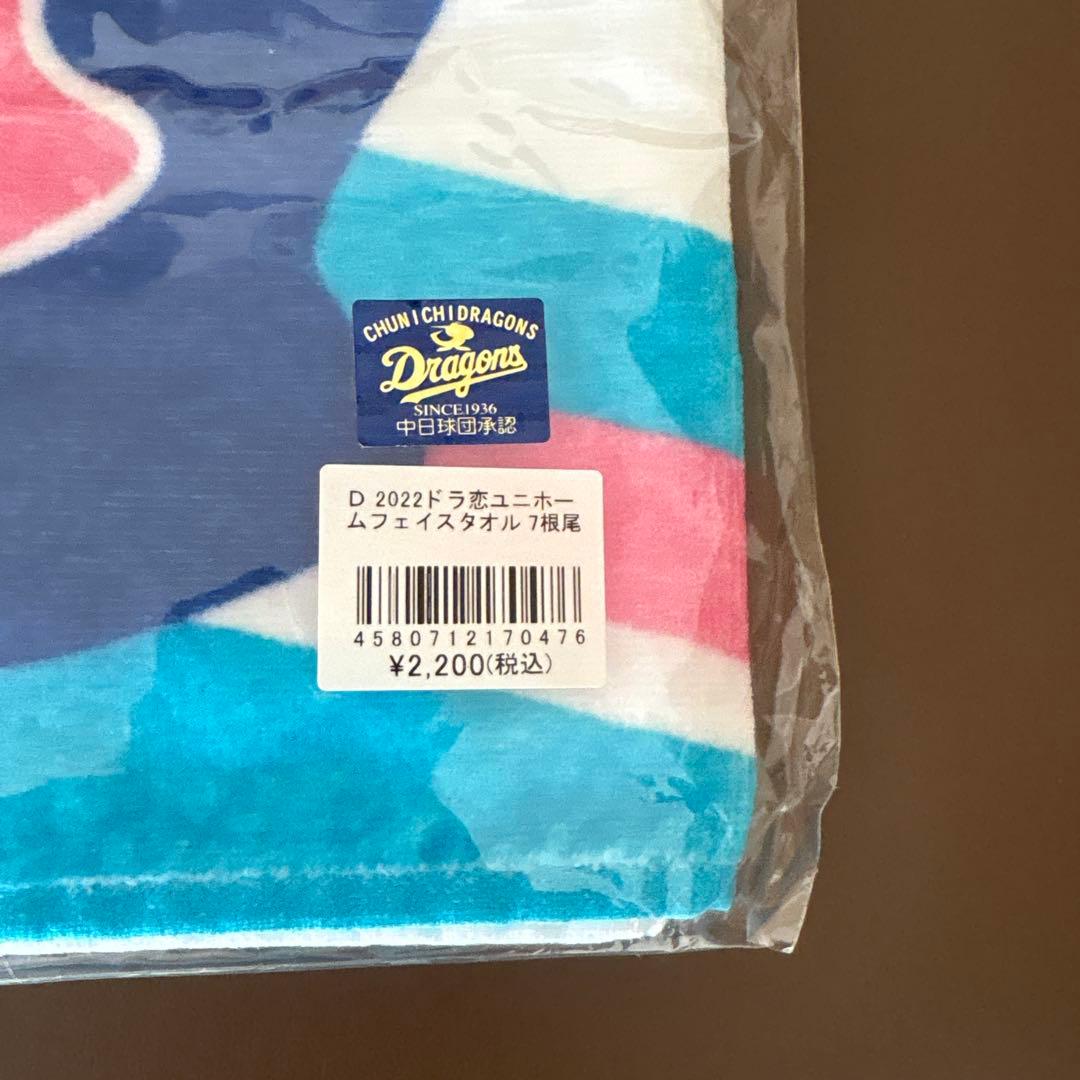 CHUNICHIDRAGONS
Dragons
SINCE1936
中日球団承認
D 2022ドラ恋ユニホー
ムフェイスタオル 7根尾
4580712170476
¥2,200(税込)